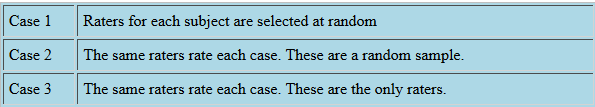 Case 1 Raters for each subject are selected at random
Case 2 The same raters rate each case. These are a random sample.
Case 3 The same raters rate each case. These are the only raters.